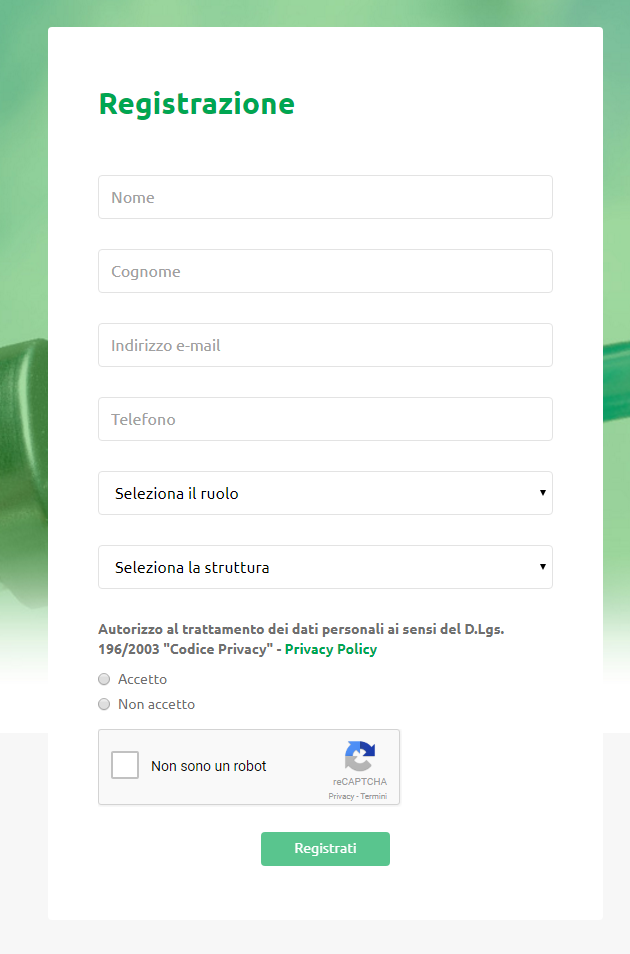 Registrazione
Nome
Cognome
Indirizzo e-mail
Telefono
Seleziona il ruolo
Seleziona la struttura
Autorizzo al trattamento dei dati personali ai sensi del D.Lgs.
196/2003 "Codice Privacy" - Privacy Policy
Accetto
Non accetto
Non sono un robot
reCAPTCHA
Privacy - Termini
Registrati